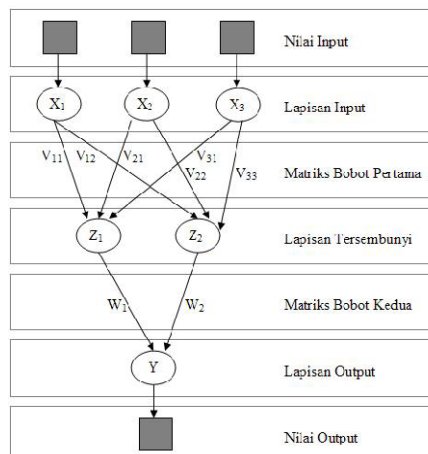 Nilai Input
X1 X2 X3 Lapisan Input
V11 V12 V21 V31
V22 V33 Matriks Bobot Pertama
Z1 Z2 Lapisan Tersembunyi
W1 W2 Matriks Bobot Kedua
Y Lapisan Output
Nilai Output